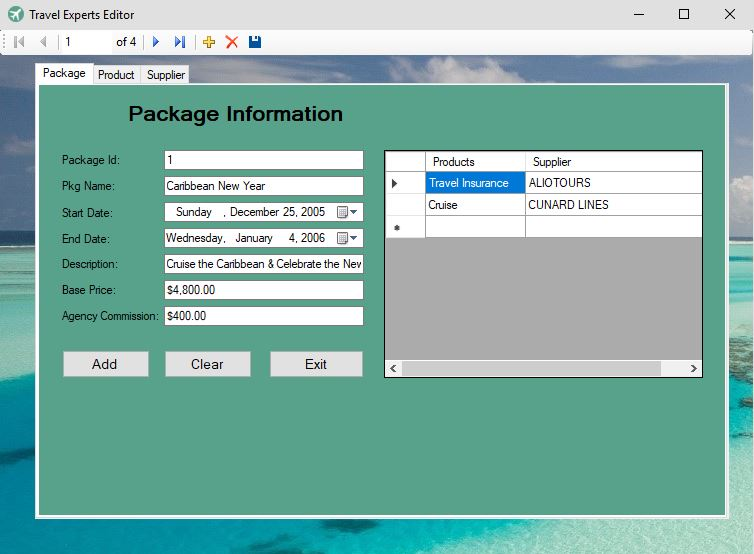 Travel Experts Editor
1 of 4
Package Product Supplier
Package Information
Package Id: 1
Pkg Name: Caribbean New Year
Start Date: Sunday , December 25, 2005
End Date: Wednesday, January 4, 2006
Description: Cruise the Caribbean & Celebrate the New
Base Price: $4,800.00
Agency Commission: $400.00
Add Clear Exit
Products Supplier
Travel Insurance ALIOTOURS
Cruise CUNARD LINES